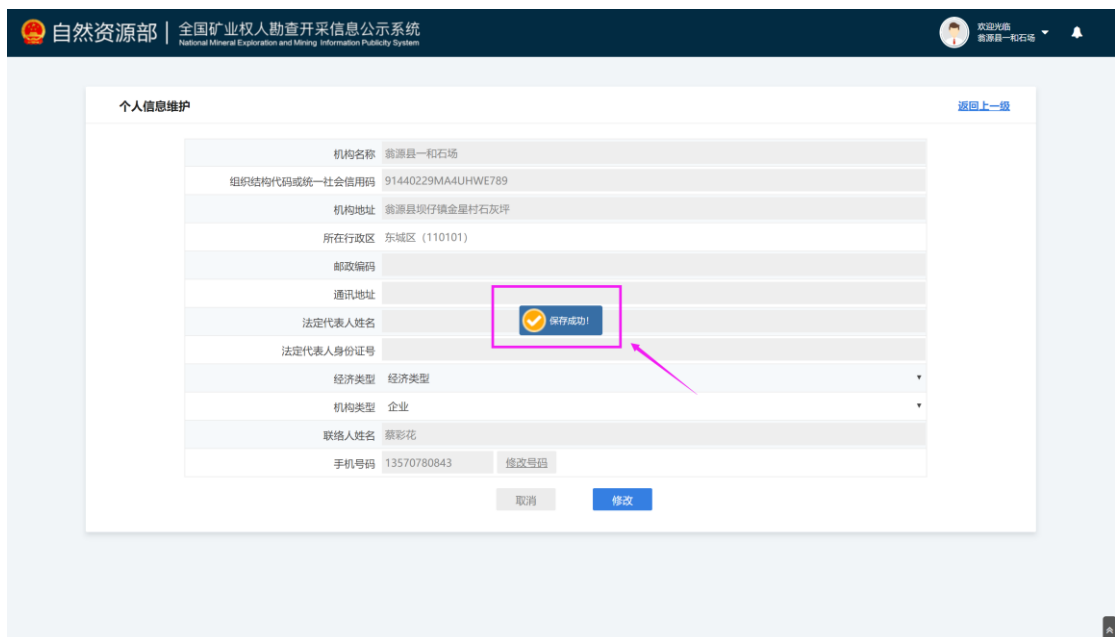 自然资源部 全国矿业权人勘查开采信息公示系统
National Mineral Exploration and Mining Information Publicity System
欢迎光临
翁源县一和石场
个人信息维护 返回上一级
机构名称 翁源县一和石场
组织结构代码或统一社会信用码 91440229MA4UHWE789
机构地址 翁源县坝仔镇金星村石灰坪
所在行政区 东城区（110101）
邮政编码
通讯地址
法定代表人姓名
保存成功！
法定代表人身份证号
经济类型 经济类型
机构类型 企业
联络人姓名 蔡彩花
手机号码 13570780843 修改号码
取消 修改